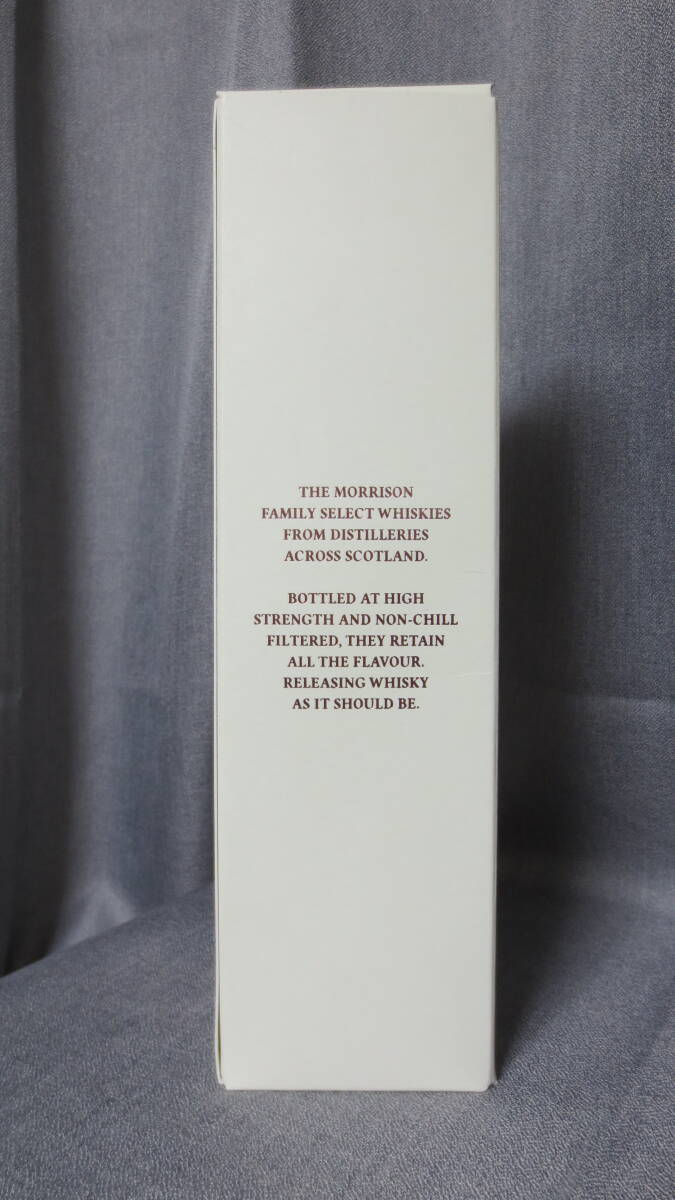 THE MORRISON
FAMILY SELECT WHISKIES
FROM DISTILLERIES
ACROSS SCOTLAND.
BOTTLED AT HIGH
STRENGTH AND NON-CHILL
FILTERED, THEY RETAIN
ALL THE FLAVOUR.
RELEASING WHISKY
AS IT SHOULD BE.